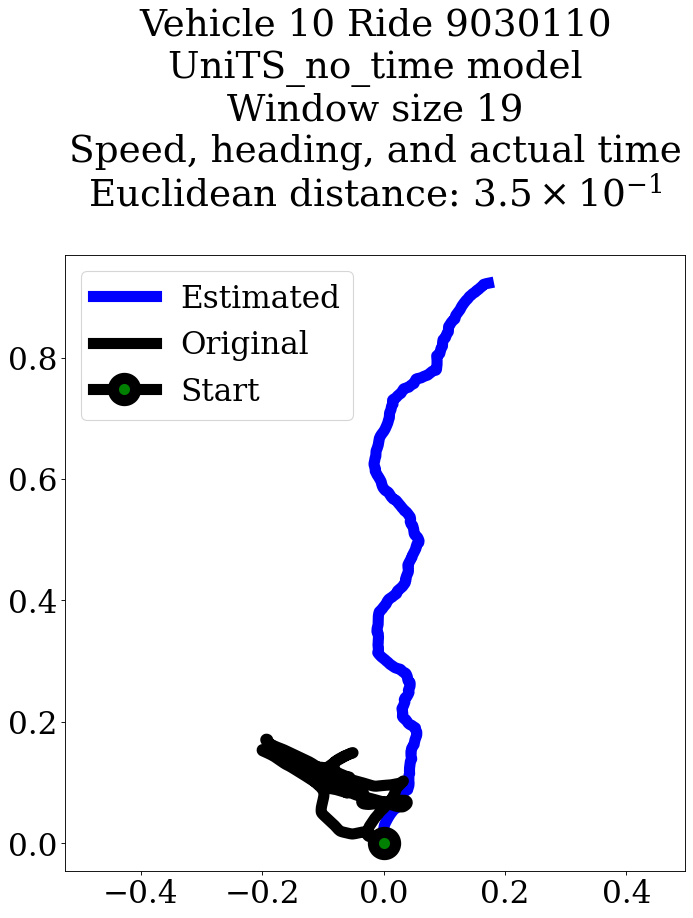 Vehicle 10 Ride 9030110
UniTS_no_time model
Window size 19
Speed, heading, and actual time
Euclidean distance: 3.5 × 10⁻¹
Estimated
Original
Start
0.8
0.6
0.4
0.2
0.0
−0.4 −0.2 0.0 0.2 0.4